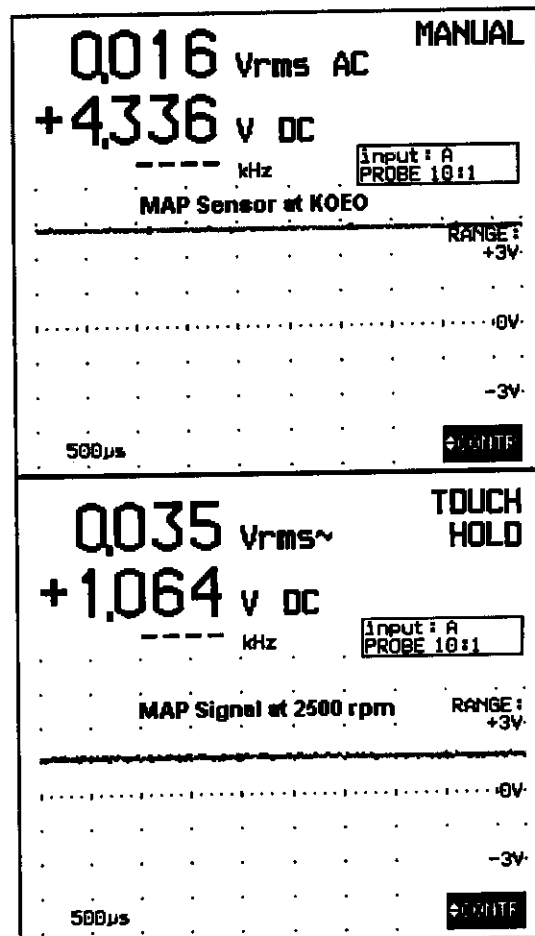 0.016 Vrms AC MANUAL
+4.336 V DC
---- kHz
input: A
PROBE 10:1
MAP Sensor at KOEO
RANGE:
+3V
0V
-3V
500µs
CONTR
0.035 Vrms~ TOUCH
HOLD
+1.064 V DC
---- kHz
input: A
PROBE 10:1
MAP Signal at 2500 rpm
RANGE:
+3V
0V
-3V
500µs
CONTR